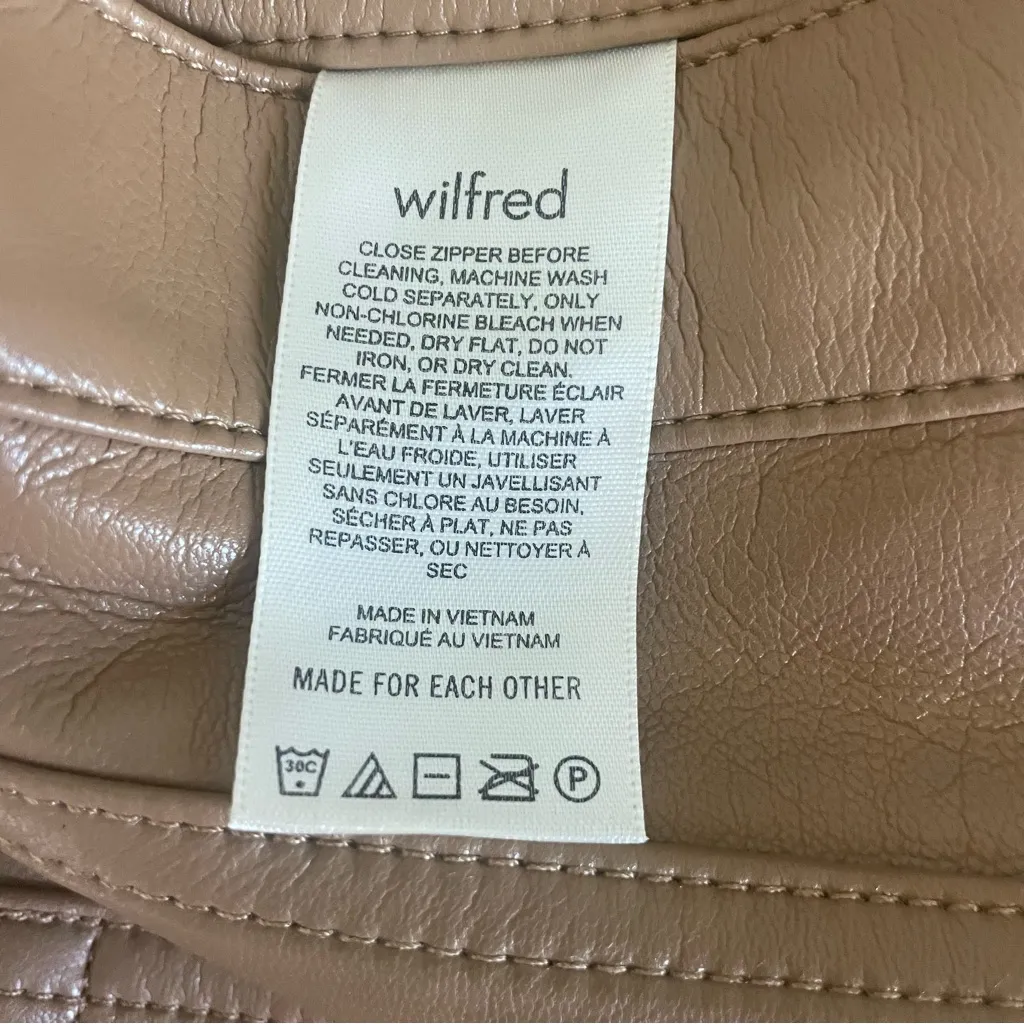 wilfred
CLOSE ZIPPER BEFORE
CLEANING, MACHINE WASH
COLD SEPARATELY, ONLY
NON-CHLORINE BLEACH WHEN
NEEDED, DRY FLAT, DO NOT
IRON, OR DRY CLEAN.
FERMER LA FERMETURE ÉCLAIR
AVANT DE LAVER, LAVER
SÉPARÉMENT À LA MACHINE À
L'EAU FROIDE, UTILISER
SEULEMENT UN JAVELLISANT
SANS CHLORE AU BESOIN,
SÉCHER À PLAT, NE PAS
REPASSER, OU NETTOYER À
SEC
MADE IN VIETNAM
FABRIQUÉ AU VIETNAM
MADE FOR EACH OTHER
30C P